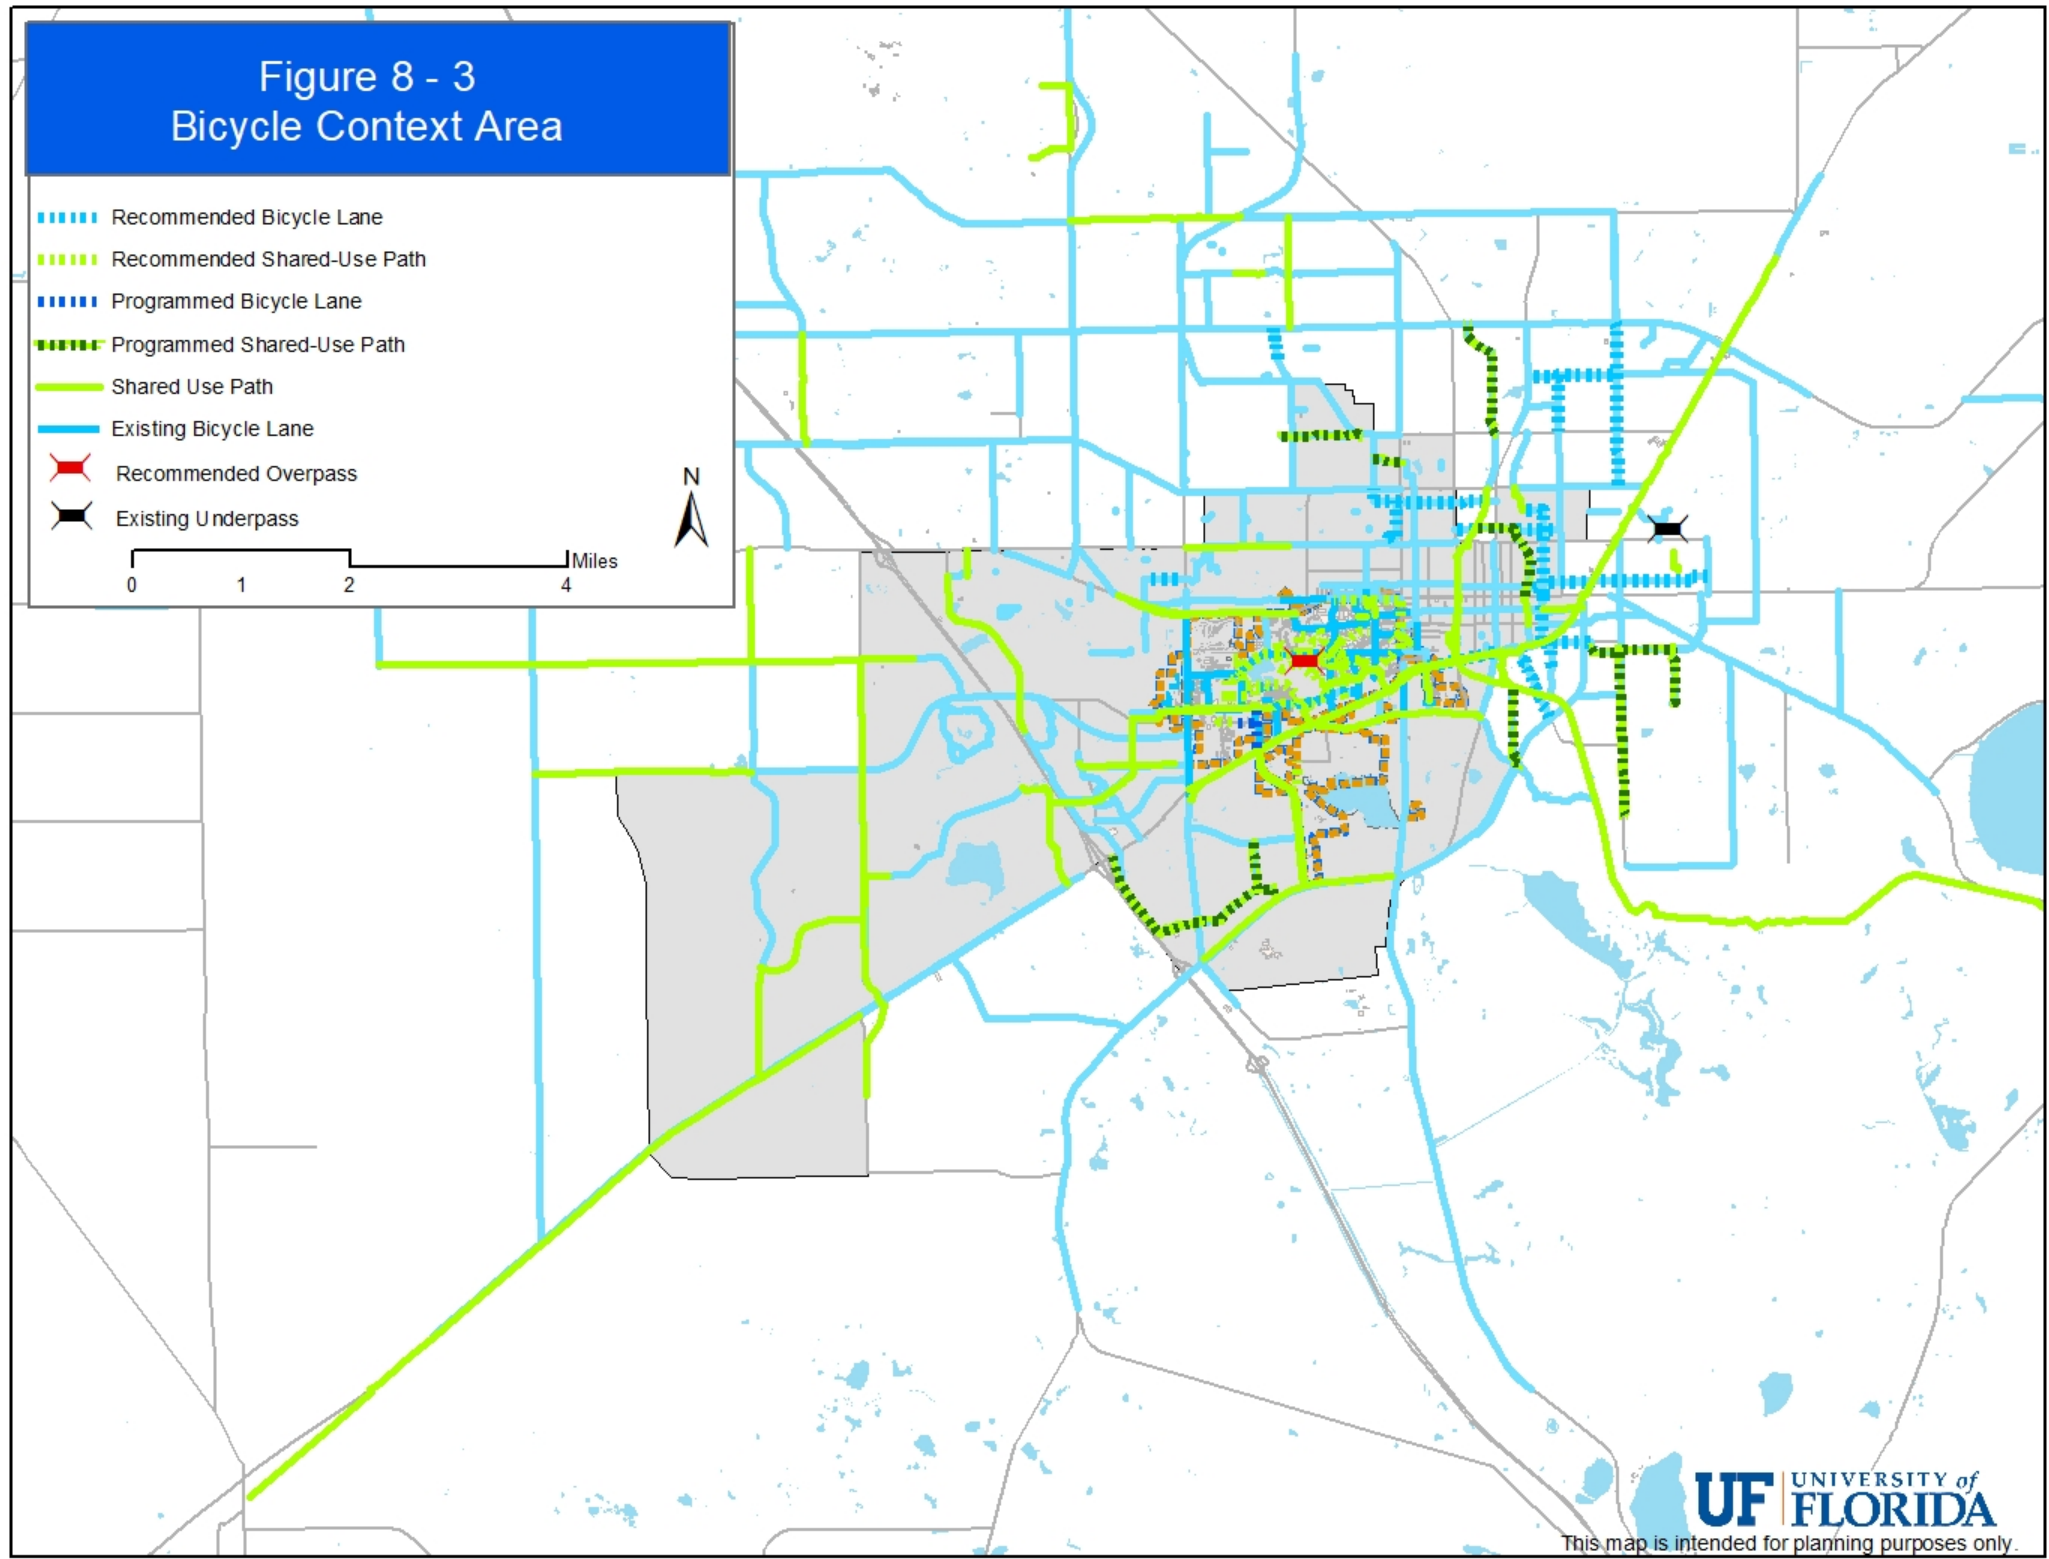 Figure 8 - 3
Bicycle Context Area
Recommended Bicycle Lane
Recommended Shared-Use Path
Programmed Bicycle Lane
Programmed Shared-Use Path
Shared Use Path
Existing Bicycle Lane
Recommended Overpass
Existing Underpass
N
Miles
0 1 2 4
UF UNIVERSITY of
FLORIDA
This map is intended for planning purposes only.